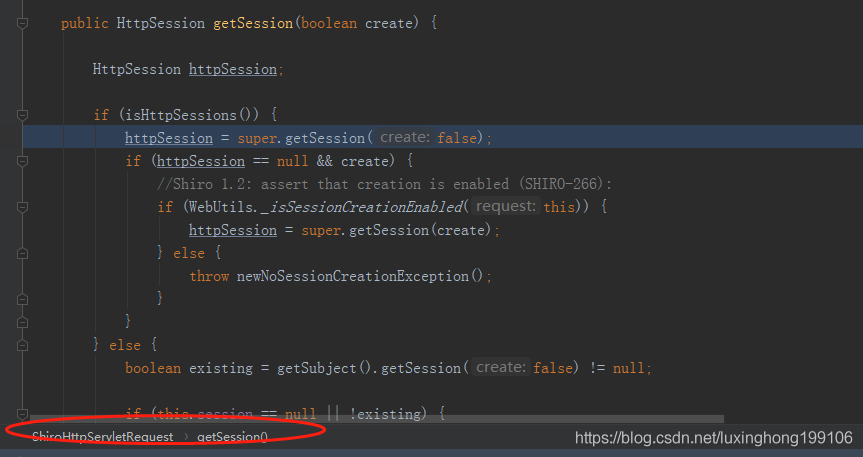 public HttpSession getSession(boolean create) {
HttpSession httpSession;
if (isHttpSessions()) {
httpSession = super.getSession( create: false);
if (httpSession == null && create) {
//Shiro 1.2: assert that creation is enabled (SHIRO-266):
if (WebUtils._isSessionCreationEnabled( request: this)) {
httpSession = super.getSession(create);
} else {
throw newNoSessionCreationException();
}
}
} else {
boolean existing = getSubject().getSession( create: false) != null;
if (this.session == null || !existing) {
ShiroHttpServletRequest › getSession()
https://blog.csdn.net/luxinghong199106